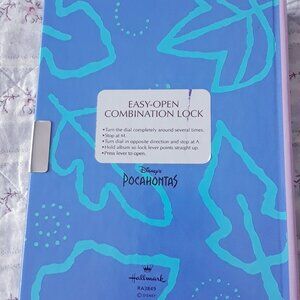 EASY-OPEN
COMBINATION LOCK
•Turn the dial completely around several times.
•Stop at M.
•Turn dial in opposite direction and stop at A.
•Hold album so lock lever points straight up.
•Press lever to open.
Disney's
POCAHONTAS
Hallmark
RA3849
© DISNEY